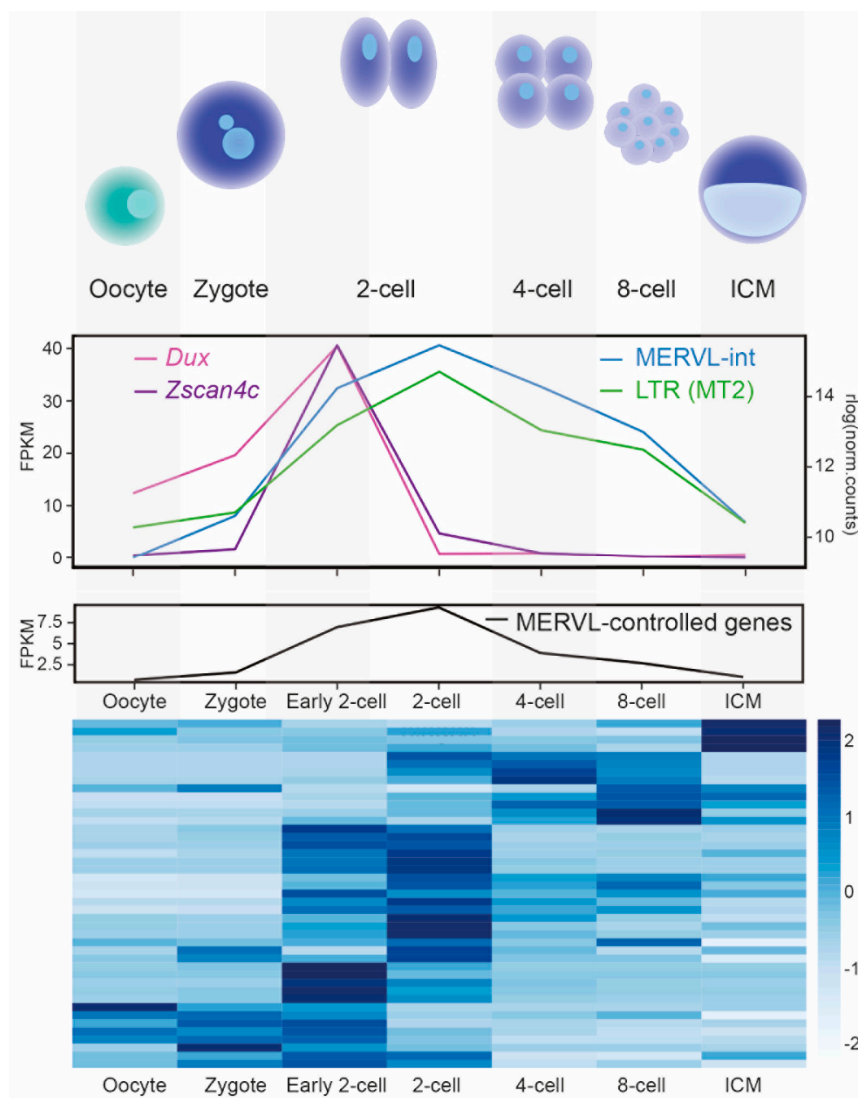 Oocyte Zygote 2-cell 4-cell 8-cell ICM
40
30
20
10
0
FPKM
Dux
Zscan4c
MERVL-int
LTR (MT2)
14
12
10
rlog(norm.counts)
7.5
5
2.5
FPKM
MERVL-controlled genes
Oocyte Zygote Early 2-cell 2-cell 4-cell 8-cell ICM
2
1
0
-1
-2
Oocyte Zygote Early 2-cell 2-cell 4-cell 8-cell ICM